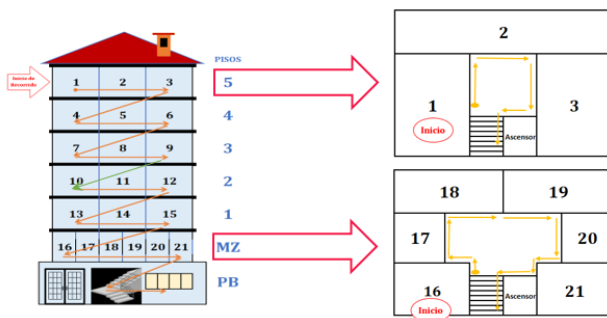 PISOS
Inicio de
Recorrido
1 2 3
5
4 5 6
4
7 8 9
3
10 11 12
2
13 14 15
1
16 17 18 19 20 21
MZ
PB
2
1
3
Inicio
Ascensor
18
19
17
20
16
21
Inicio
Ascensor